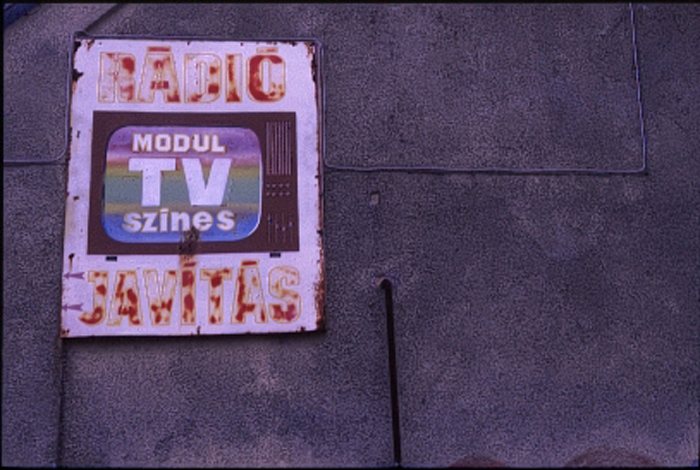 RÁDIÓ
MODUL
TV
színes
JAVÍTÁS